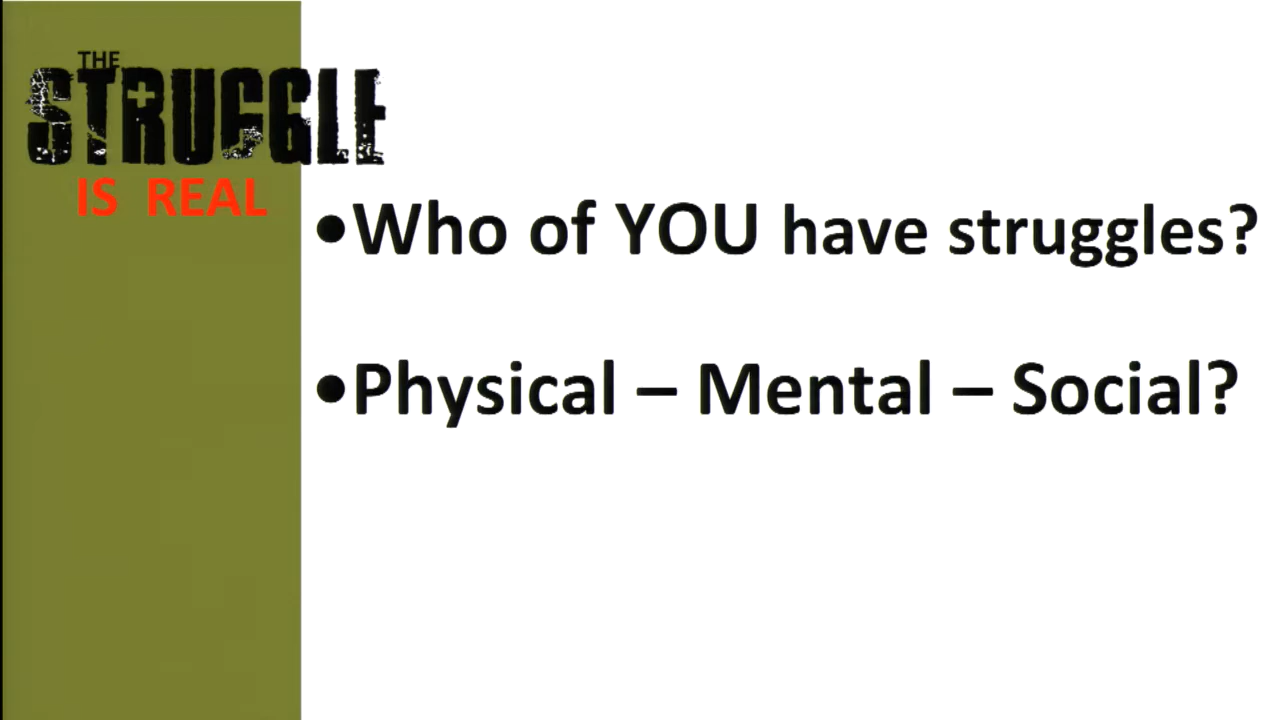 THE
STRUGGLE
IS REAL
•Who of YOU have struggles?
•Physical – Mental – Social?